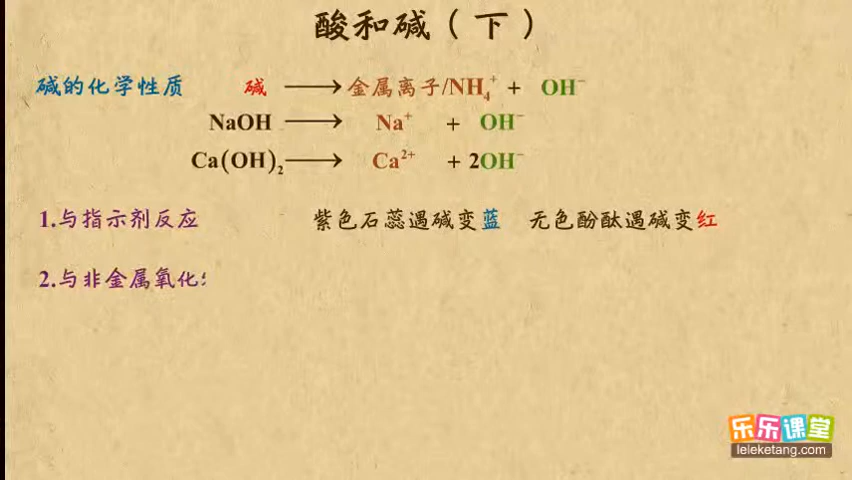 酸和碱（下）
碱的化学性质 碱 ⟶ 金属离子/NH₄⁺ + OH⁻
NaOH ⟶ Na⁺ + OH⁻
Ca(OH)₂ ⟶ Ca²⁺ + 2OH⁻
1.与指示剂反应 紫色石蕊遇碱变蓝 无色酚酞遇碱变红
2.与非金属氧化
乐乐课堂
leleketang.com